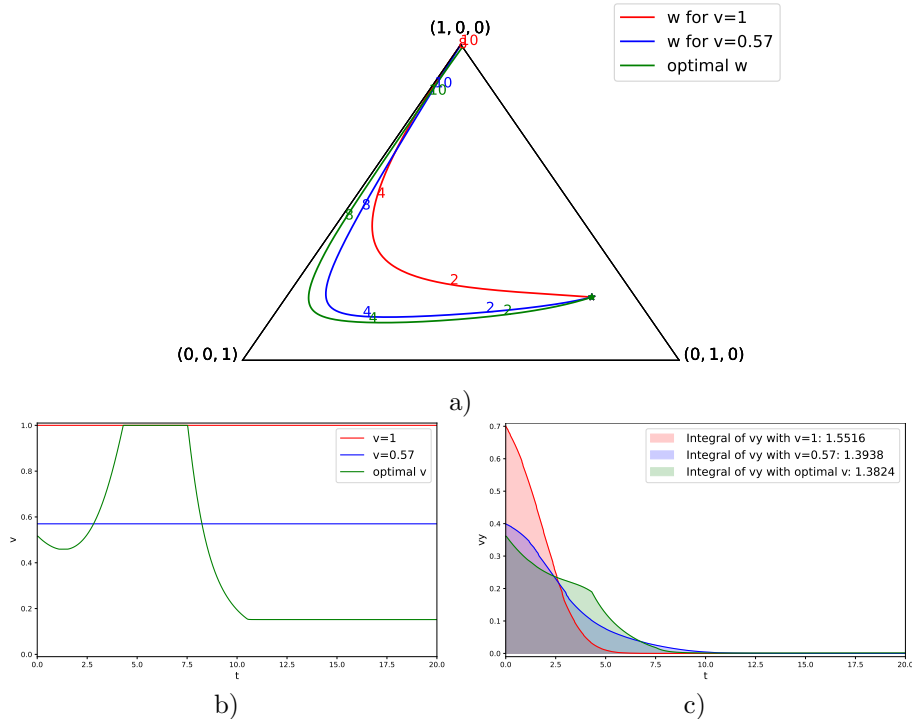 (1, 0, 0)
w for v=1
w for v=0.57
optimal w
10
8
10
10
4
8
8
2
2
2
4
4
(0, 0, 1)
(0, 1, 0)
a)
v=1
v=0.57
optimal v
1.0
0.8
0.6
0.4
0.2
0.0
v
0.0 2.5 5.0 7.5 10.0 12.5 15.0 17.5 20.0
t
b)
Integral of vy with v=1: 1.5516
Integral of vy with v=0.57: 1.3938
Integral of vy with optimal v: 1.3824
0.7
0.6
0.5
0.4
0.3
0.2
0.1
0.0
vy
0.0 2.5 5.0 7.5 10.0 12.5 15.0 17.5 20.0
t
c)